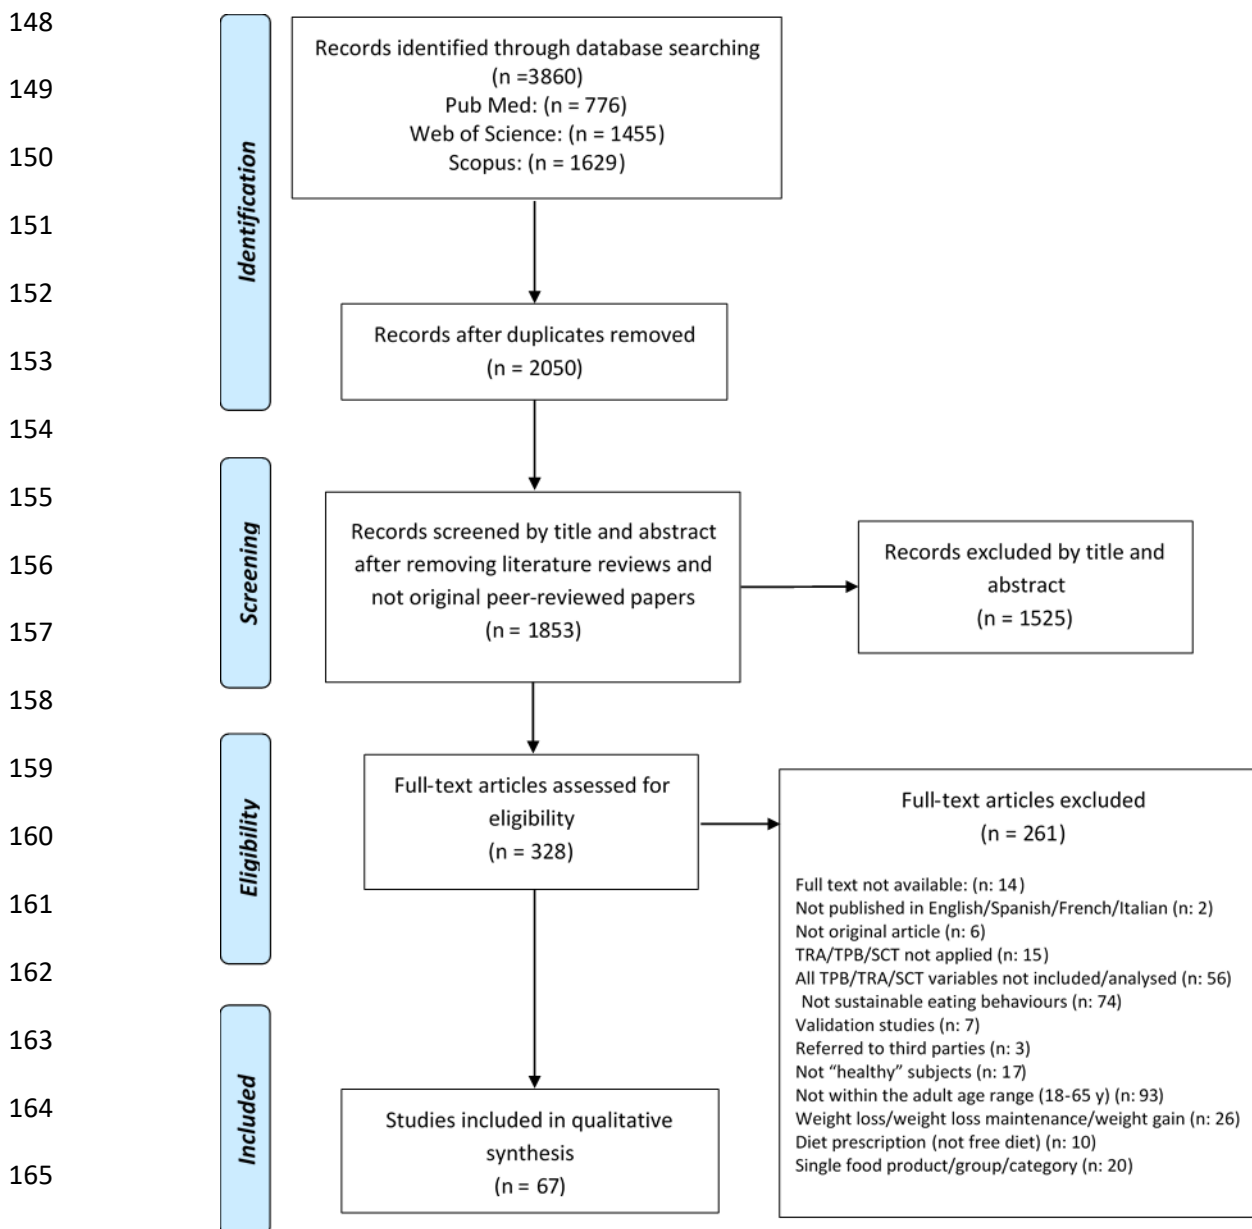 148
149
150
151
152
153
154
155
156
157
158
159
160
161
162
163
164
165
Identification
Records identified through database searching
(n =3860)
Pub Med: (n = 776)
Web of Science: (n = 1455)
Scopus: (n = 1629)
Records after duplicates removed
(n = 2050)
Screening
Records screened by title and abstract
after removing literature reviews and
not original peer-reviewed papers
(n = 1853)
Records excluded by title and
abstract
(n = 1525)
Eligibility
Full-text articles assessed for
eligibility
(n = 328)
Full-text articles excluded
(n = 261)
Full text not available: (n: 14)
Not published in English/Spanish/French/Italian (n: 2)
Not original article (n: 6)
TRA/TPB/SCT not applied (n: 15)
All TPB/TRA/SCT variables not included/analysed (n: 56)
Not sustainable eating behaviours (n: 74)
Validation studies (n: 7)
Referred to third parties (n: 3)
Not “healthy” subjects (n: 17)
Not within the adult age range (18-65 y) (n: 93)
Weight loss/weight loss maintenance/weight gain (n: 26)
Diet prescription (not free diet) (n: 10)
Single food product/group/category (n: 20)
Included
Studies included in qualitative
synthesis
(n = 67)